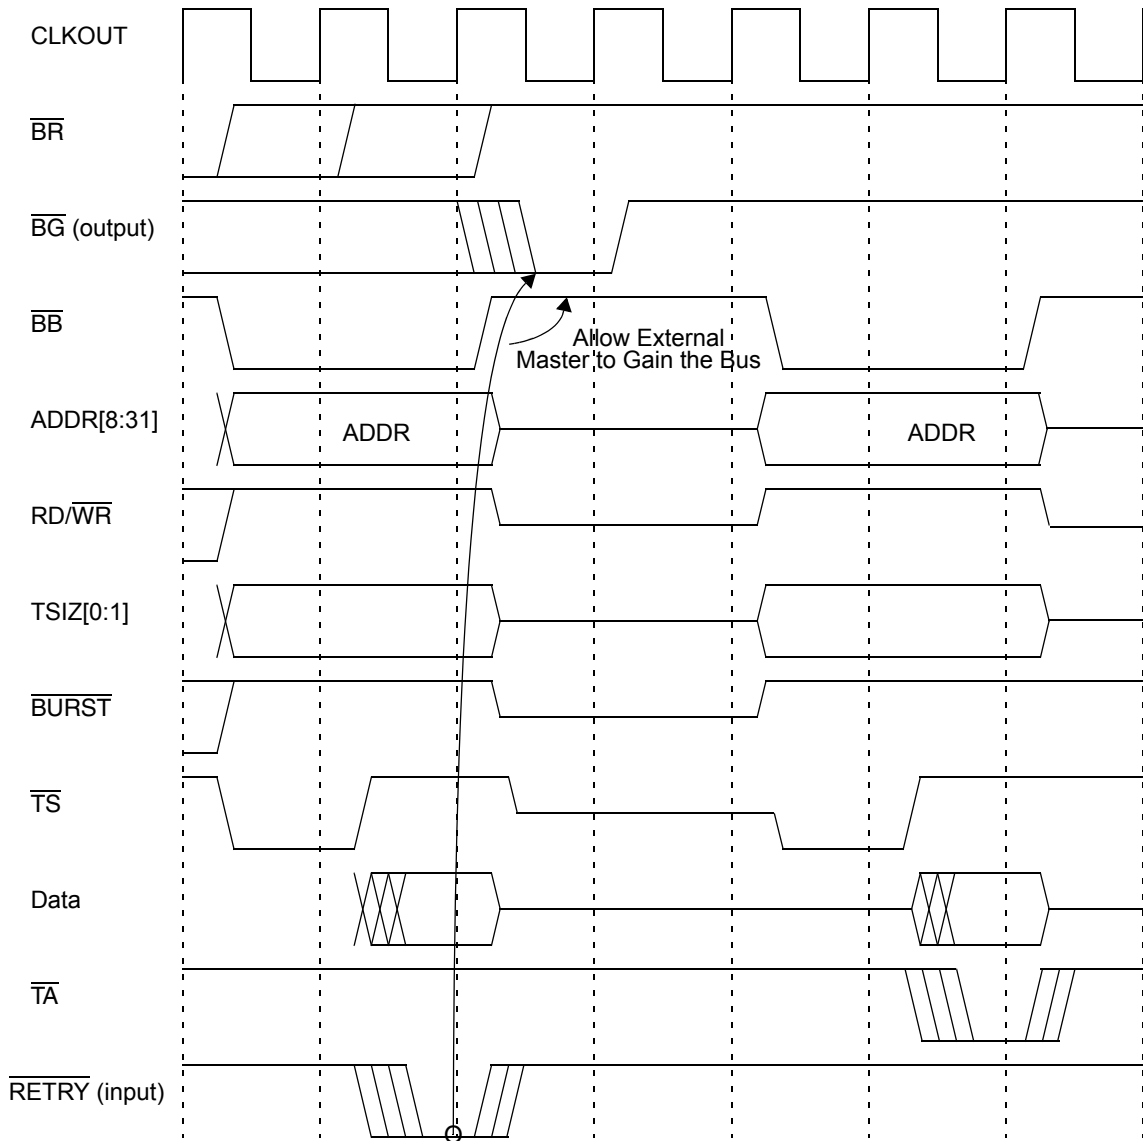 CLKOUT
BR
BG (output)
BB
Allow External
Master to Gain the Bus
ADDR[8:31]
ADDR
ADDR
RD/WR
TSIZ[0:1]
BURST
TS
Data
TA
RETRY (input)